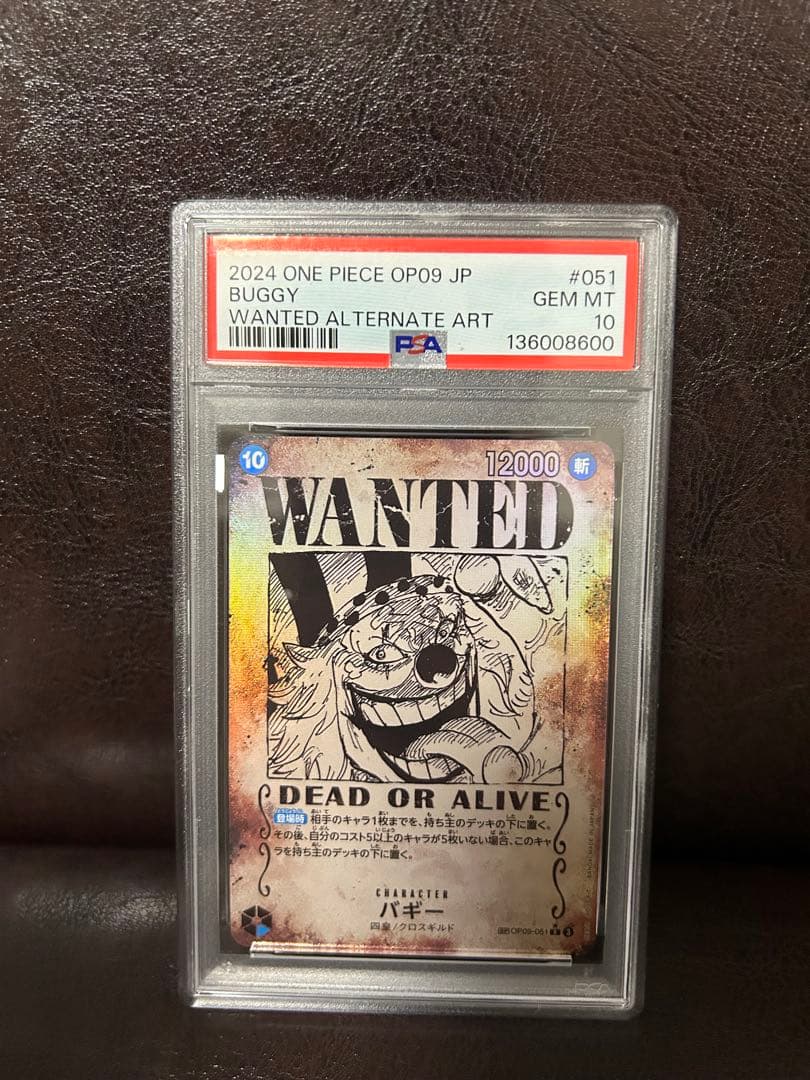 2024 ONE PIECE OP09 JP #051
BUGGY GEM MT
WANTED ALTERNATE ART 10
PSA 136008600
10 12000 斬
WANTED
DEAD OR ALIVE
登場時 相手のキャラ1枚までを、持ち主のデッキの下に置く。
その後、自分のコスト5以上のキャラが5枚いない場合、このキャ
ラを持ち主のデッキの下に置く。
CHARACTER
バギー
四皇/クロスギルド OP09-051 R 3